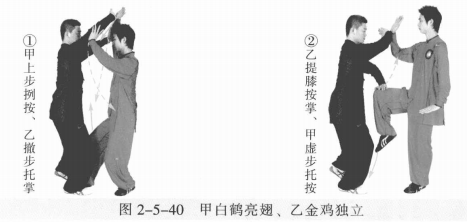 ①甲上步捌按、乙撤步托掌
②乙提膝按掌、甲虚步托按
图 2-5-40 甲白鹤亮翅、乙金鸡独立